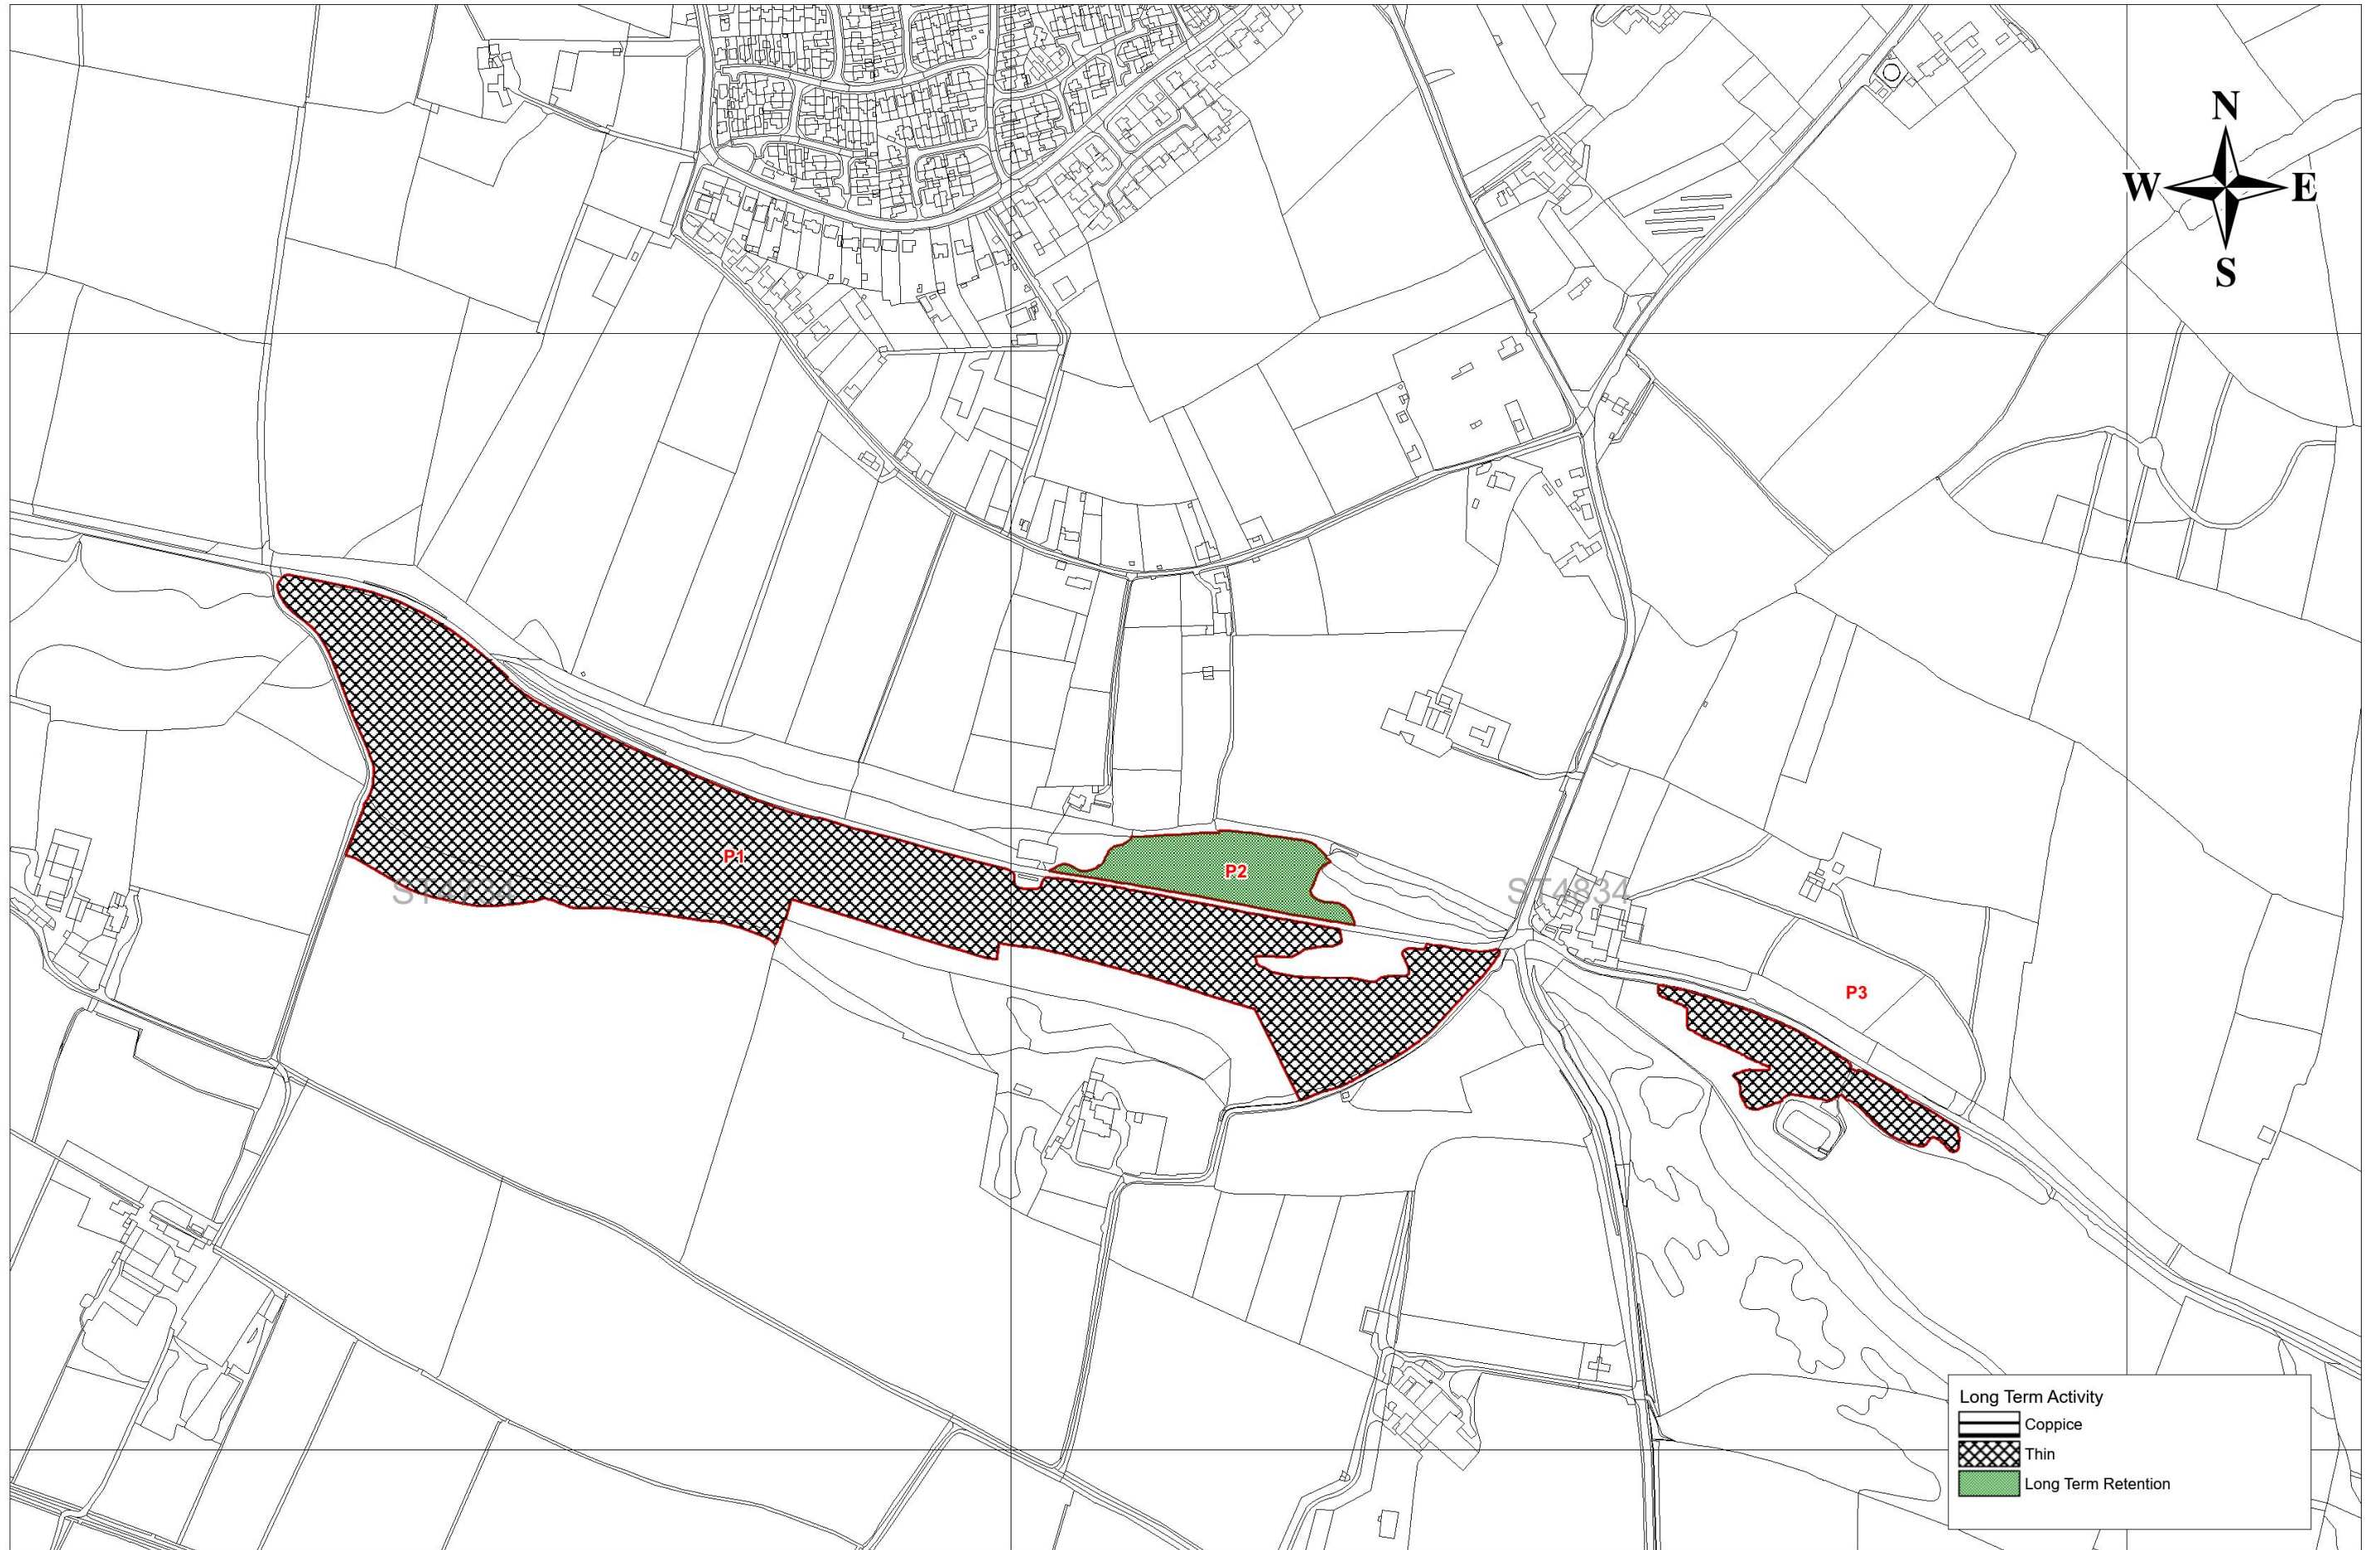 N
W E
S
P1
P2
ST4834
P3
Long Term Activity
Coppice
Thin
Long Term Retention